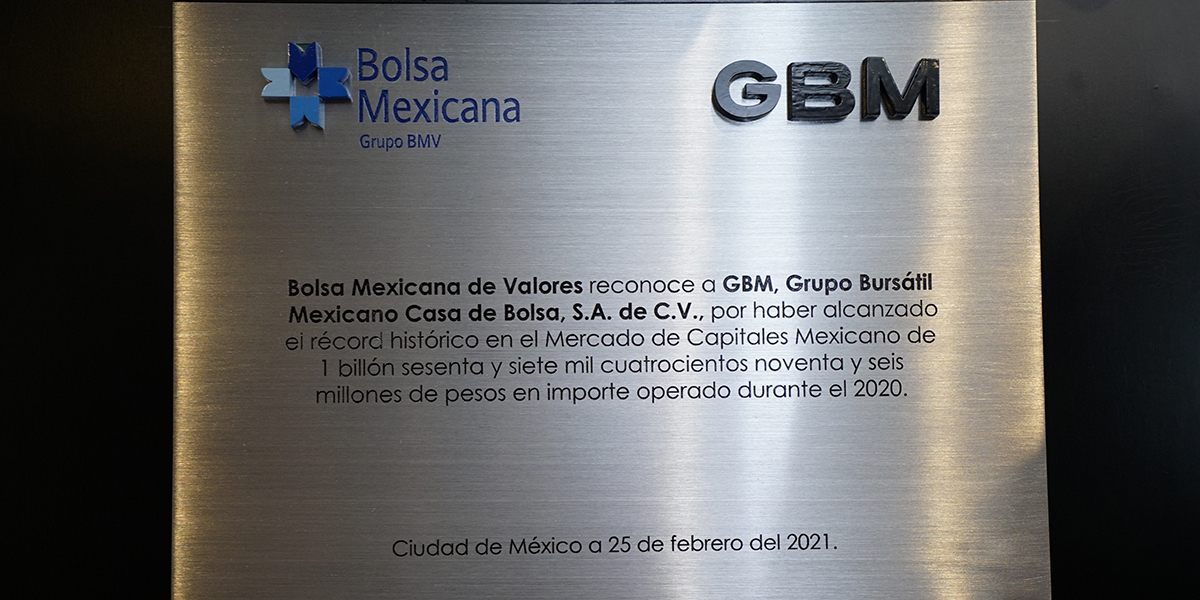 Bolsa
Mexicana
Grupo BMV
GBM
Bolsa Mexicana de Valores reconoce a GBM, Grupo Bursátil
Mexicano Casa de Bolsa, S.A. de C.V., por haber alcanzado
el récord histórico en el Mercado de Capitales Mexicano de
1 billón sesenta y siete mil cuatrocientos noventa y seis
millones de pesos en importe operado durante el 2020.
Ciudad de México a 25 de febrero del 2021.